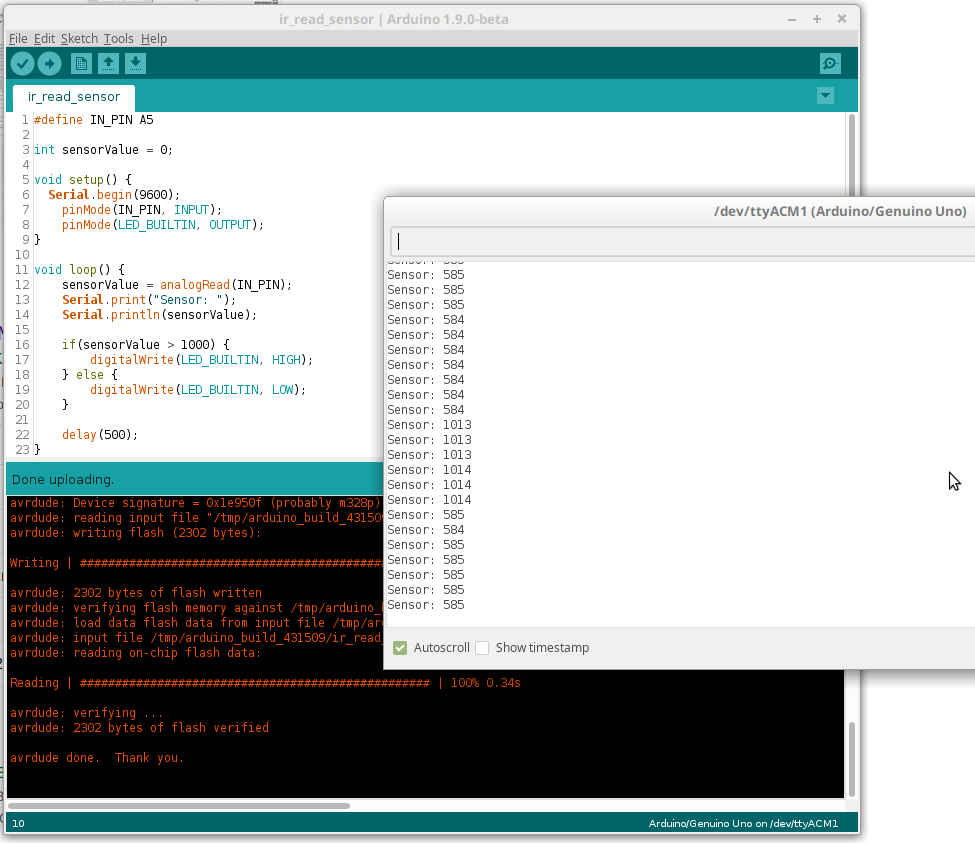 ir_read_sensor | Arduino 1.9.0-beta
File Edit Sketch Tools Help
ir_read_sensor
1 #define IN_PIN A5
2
3 int sensorValue = 0;
4
5 void setup() {
6 Serial.begin(9600);
7 pinMode(IN_PIN, INPUT);
8 pinMode(LED_BUILTIN, OUTPUT);
9 }
10
11 void loop() {
12 sensorValue = analogRead(IN_PIN);
13 Serial.print("Sensor: ");
14 Serial.println(sensorValue);
15
16 if(sensorValue > 1000) {
17 digitalWrite(LED_BUILTIN, HIGH);
18 } else {
19 digitalWrite(LED_BUILTIN, LOW);
20 }
21
22 delay(500);
23 }
Done uploading.
avrdude: Device signature = 0x1e950f (probably m328p)
avrdude: reading input file "/tmp/arduino_build_43150
avrdude: writing flash (2302 bytes):
Writing | ###########################################
avrdude: 2302 bytes of flash written
avrdude: verifying flash memory against /tmp/arduino_
avrdude: load data flash data from input file /tmp/ar
avrdude: input file /tmp/arduino_build_431509/ir_read_
avrdude: reading on-chip flash data:
Reading | ################################################## | 100% 0.34s
avrdude: verifying ...
avrdude: 2302 bytes of flash verified
avrdude done. Thank you.
10
Arduino/Genuino Uno on /dev/ttyACM1
/dev/ttyACM1 (Arduino/Genuino Uno)
Sensor: 585
Sensor: 585
Sensor: 585
Sensor: 585
Sensor: 584
Sensor: 584
Sensor: 584
Sensor: 584
Sensor: 584
Sensor: 584
Sensor: 584
Sensor: 1013
Sensor: 1013
Sensor: 1013
Sensor: 1014
Sensor: 1014
Sensor: 1014
Sensor: 585
Sensor: 584
Sensor: 585
Sensor: 585
Sensor: 585
Sensor: 585
Sensor: 585
Autoscroll
Show timestamp